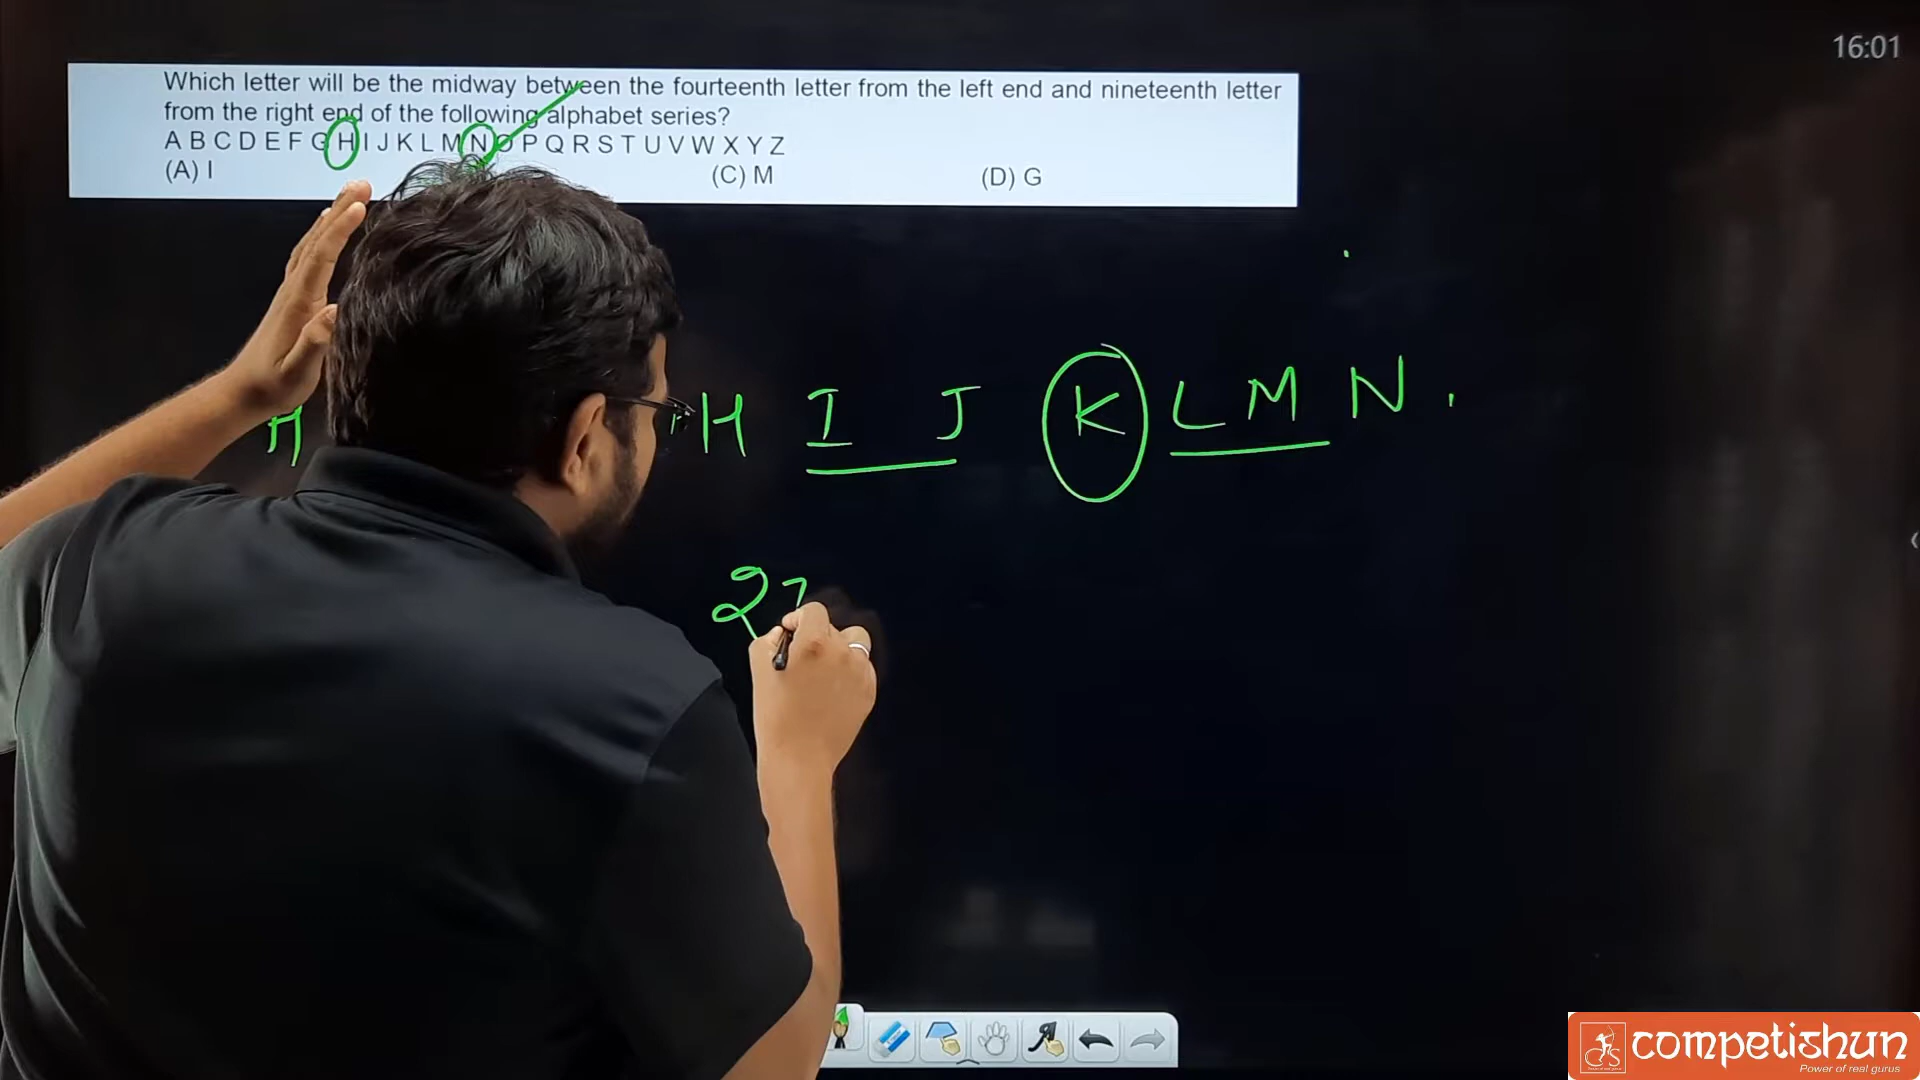 16:01
Which letter will be the midway between the fourteenth letter from the left end and nineteenth letter
from the right end of the following alphabet series?
A B C D E F G H I J K L M N O P Q R S T U V W X Y Z
(A) I (C) M (D) G
H H I J K L M N .
2
competishun
Power of real gurus